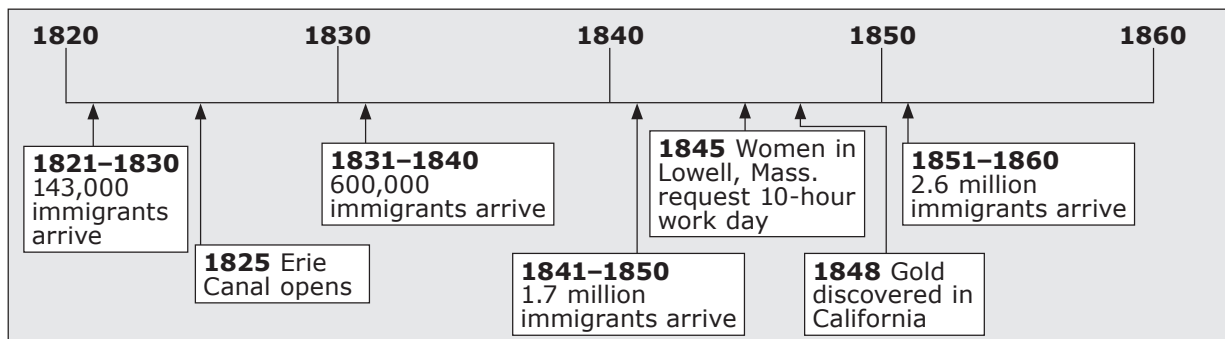 1820
1830
1840
1850
1860
1821–1830
143,000
immigrants
arrive
1825 Erie
Canal opens
1831–1840
600,000
immigrants arrive
1841–1850
1.7 million
immigrants arrive
1845 Women in
Lowell, Mass.
request 10-hour
work day
1848 Gold
discovered in
California
1851–1860
2.6 million
immigrants arrive